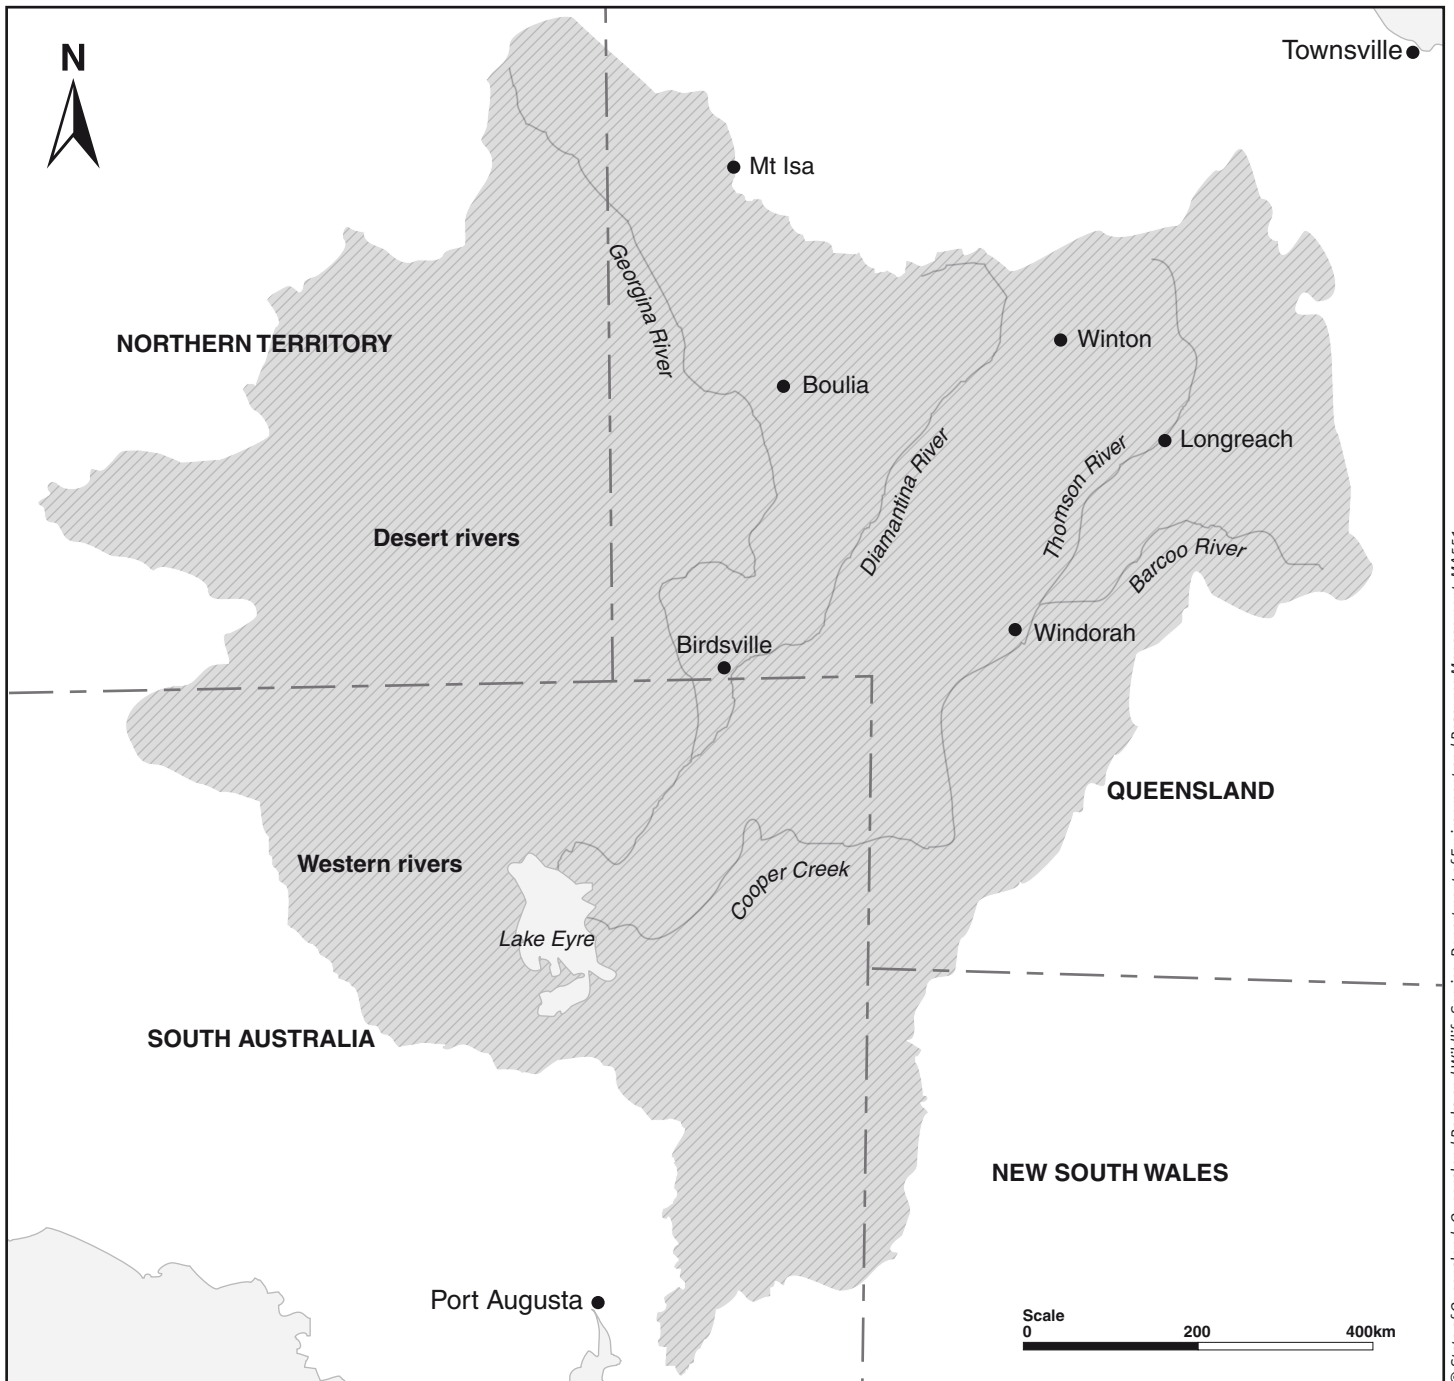 N
Townsville
Mt Isa
Georgina River
NORTHERN TERRITORY
Winton
Boulia
Longreach
Diamantina River
Thomson River
Desert rivers
Barcoo River
Birdsville
Windorah
QUEENSLAND
Western rivers
Cooper Creek
Lake Eyre
SOUTH AUSTRALIA
NEW SOUTH WALES
Port Augusta
Scale
0 200 400km